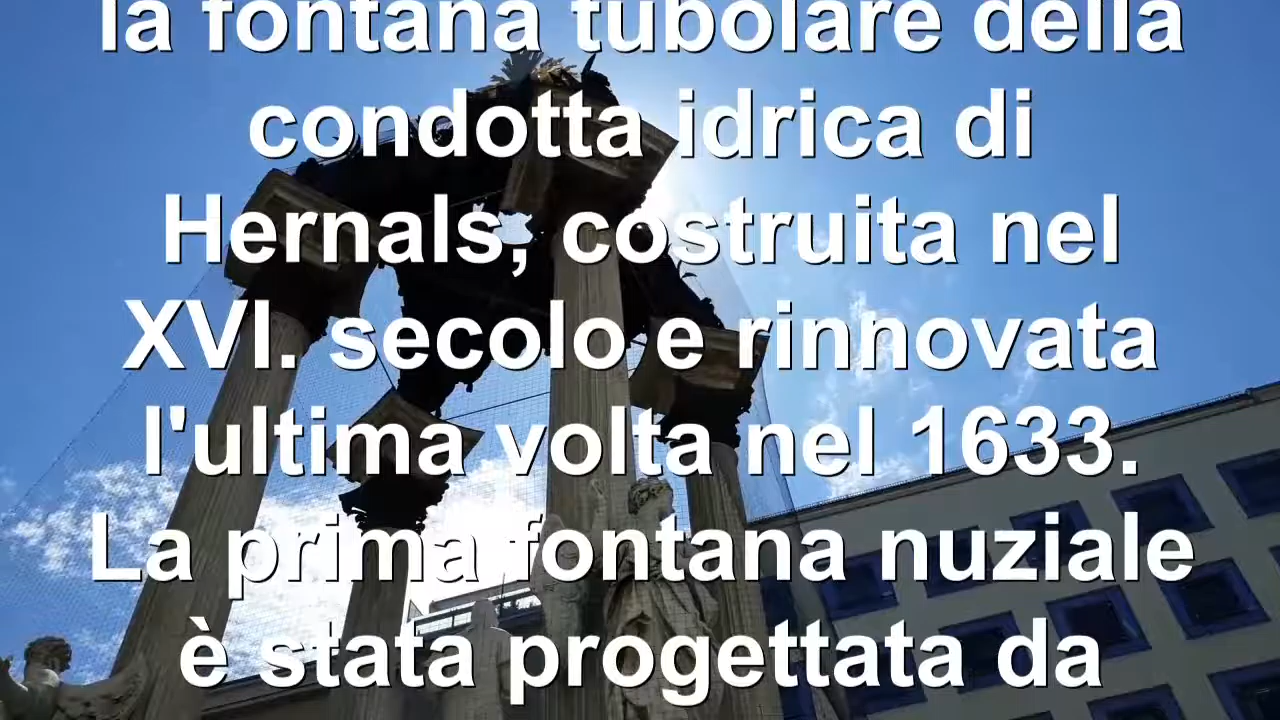 la fontana tubolare della
condotta idrica di
Hernals, costruita nel
XVI. secolo e rinnovata
l'ultima volta nel 1633.
La prima fontana nuziale
è stata progettata da